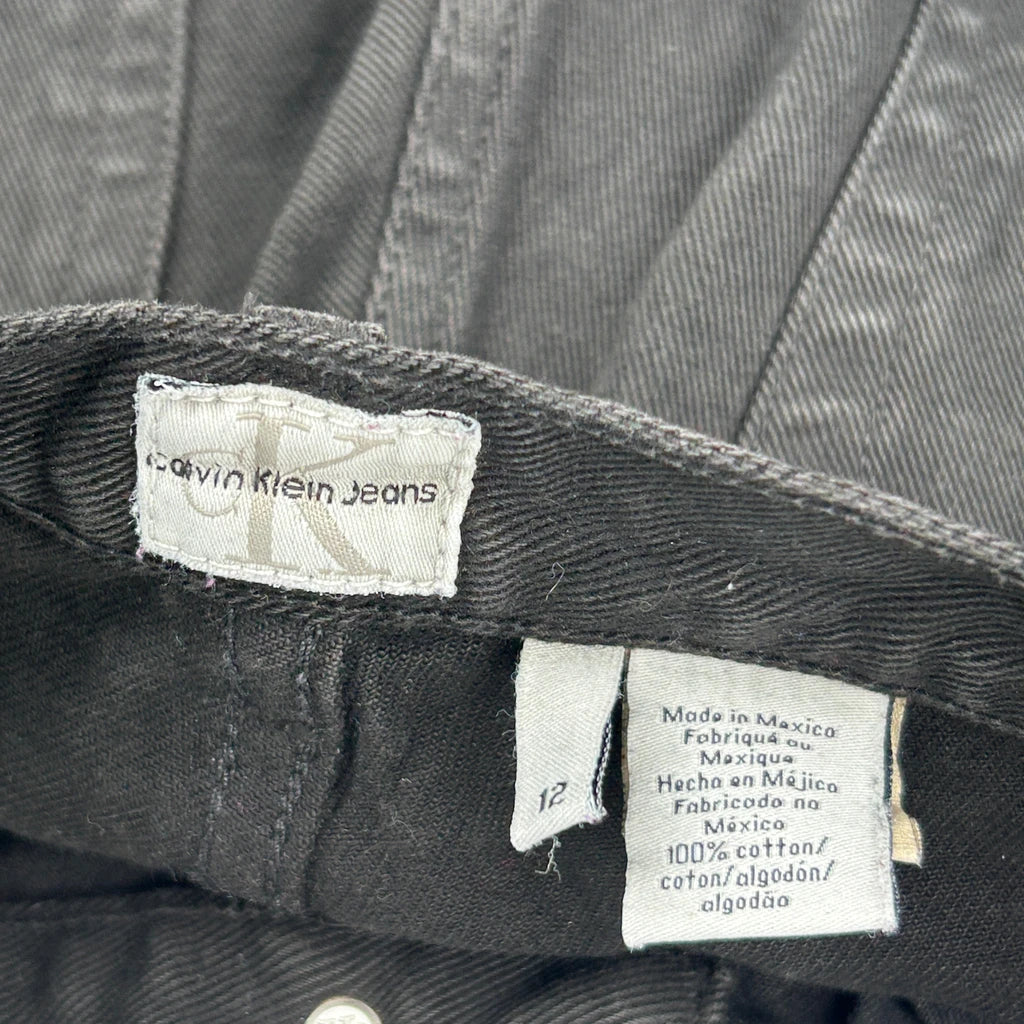 CK
Calvin Klein Jeans
12
Made in Mexico
Fabriqué au
Mexique
Hecho en Méjico
Fabricado no
México
100% cotton/
coton/algodón/
algodão